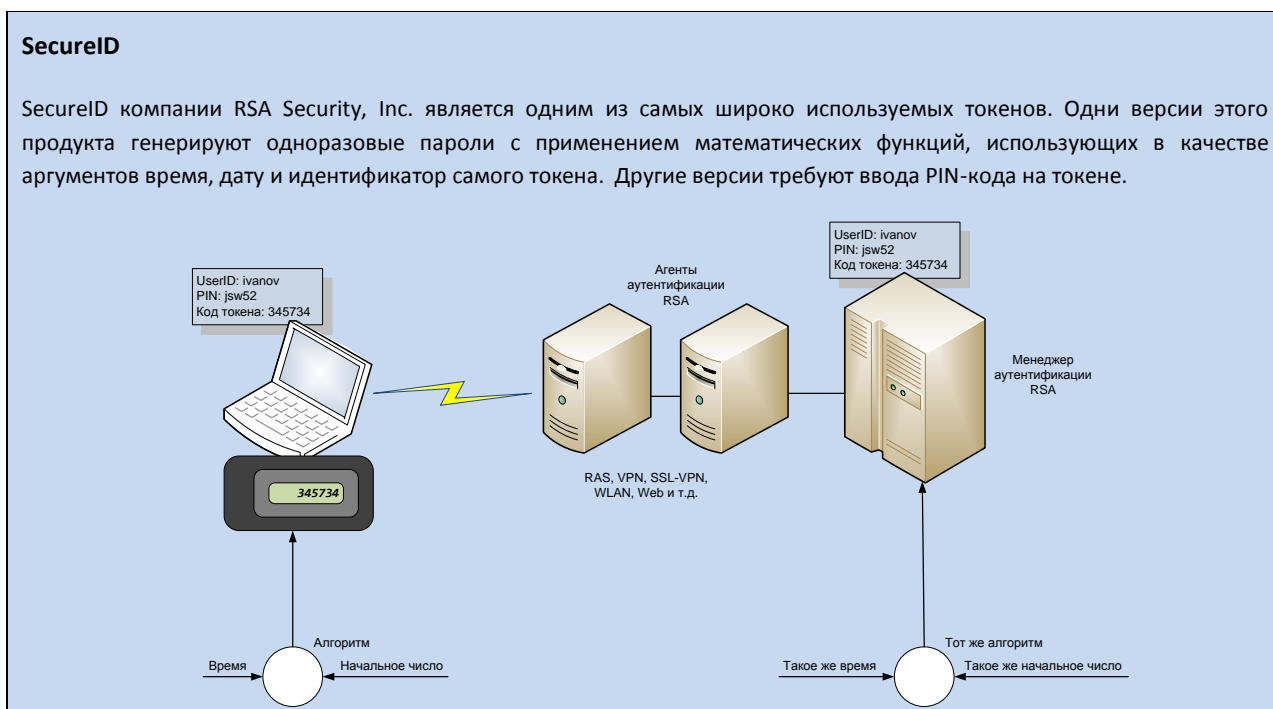 SecureID
SecureID компании RSA Security, Inc. является одним из самых широко используемых токенов. Одни версии этого
продукта генерируют одноразовые пароли с применением математических функций, использующих в качестве
аргументов время, дату и идентификатор самого токена. Другие версии требуют ввода PIN-кода на токене.
UserID: ivanov
PIN: jsw52
Код токена: 345734
Агенты
аутентификации
RSA
UserID: ivanov
PIN: jsw52
Код токена: 345734
Менеджер
аутентификации
RSA
RAS, VPN, SSL-VPN,
WLAN, Web и т.д.
345734
Алгоритм
Время
Начальное число
Тот же алгоритм
Такое же время
Такое же начальное число